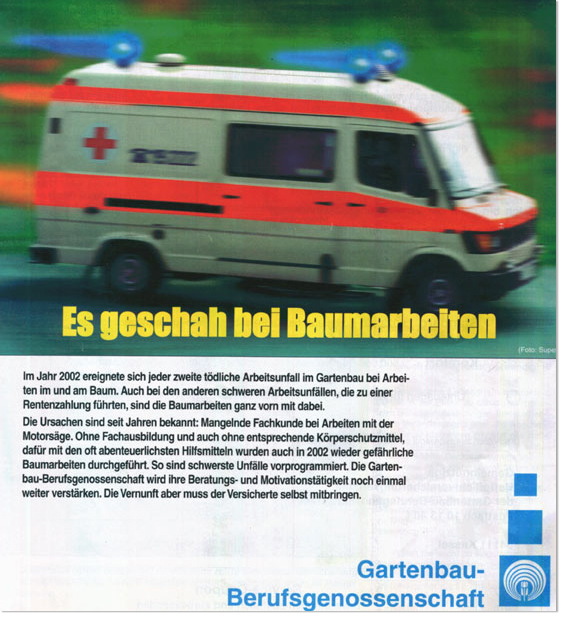 Es geschah bei Baumarbeiten
(Foto: Supe
Im Jahr 2002 ereignete sich jeder zweite tödliche Arbeitsunfall im Gartenbau bei Arbei-
ten im und am Baum. Auch bei den anderen schweren Arbeitsunfällen, die zu einer
Rentenzahlung führten, sind die Baumarbeiten ganz vorn mit dabei.
Die Ursachen sind seit Jahren bekannt: Mangelnde Fachkunde bei Arbeiten mit der
Motorsäge. Ohne Fachausbildung und auch ohne entsprechende Körperschutzmittel,
dafür mit den oft abenteuerlichsten Hilfsmitteln wurden auch in 2002 wieder gefährliche
Baumarbeiten durchgeführt. So sind schwerste Unfälle vorprogrammiert. Die Garten-
bau-Berufsgenossenschaft wird ihre Beratungs- und Motivationstätigkeit noch einmal
weiter verstärken. Die Vernunft aber muss der Versicherte selbst mitbringen.
Gartenbau-
Berufsgenossenschaft